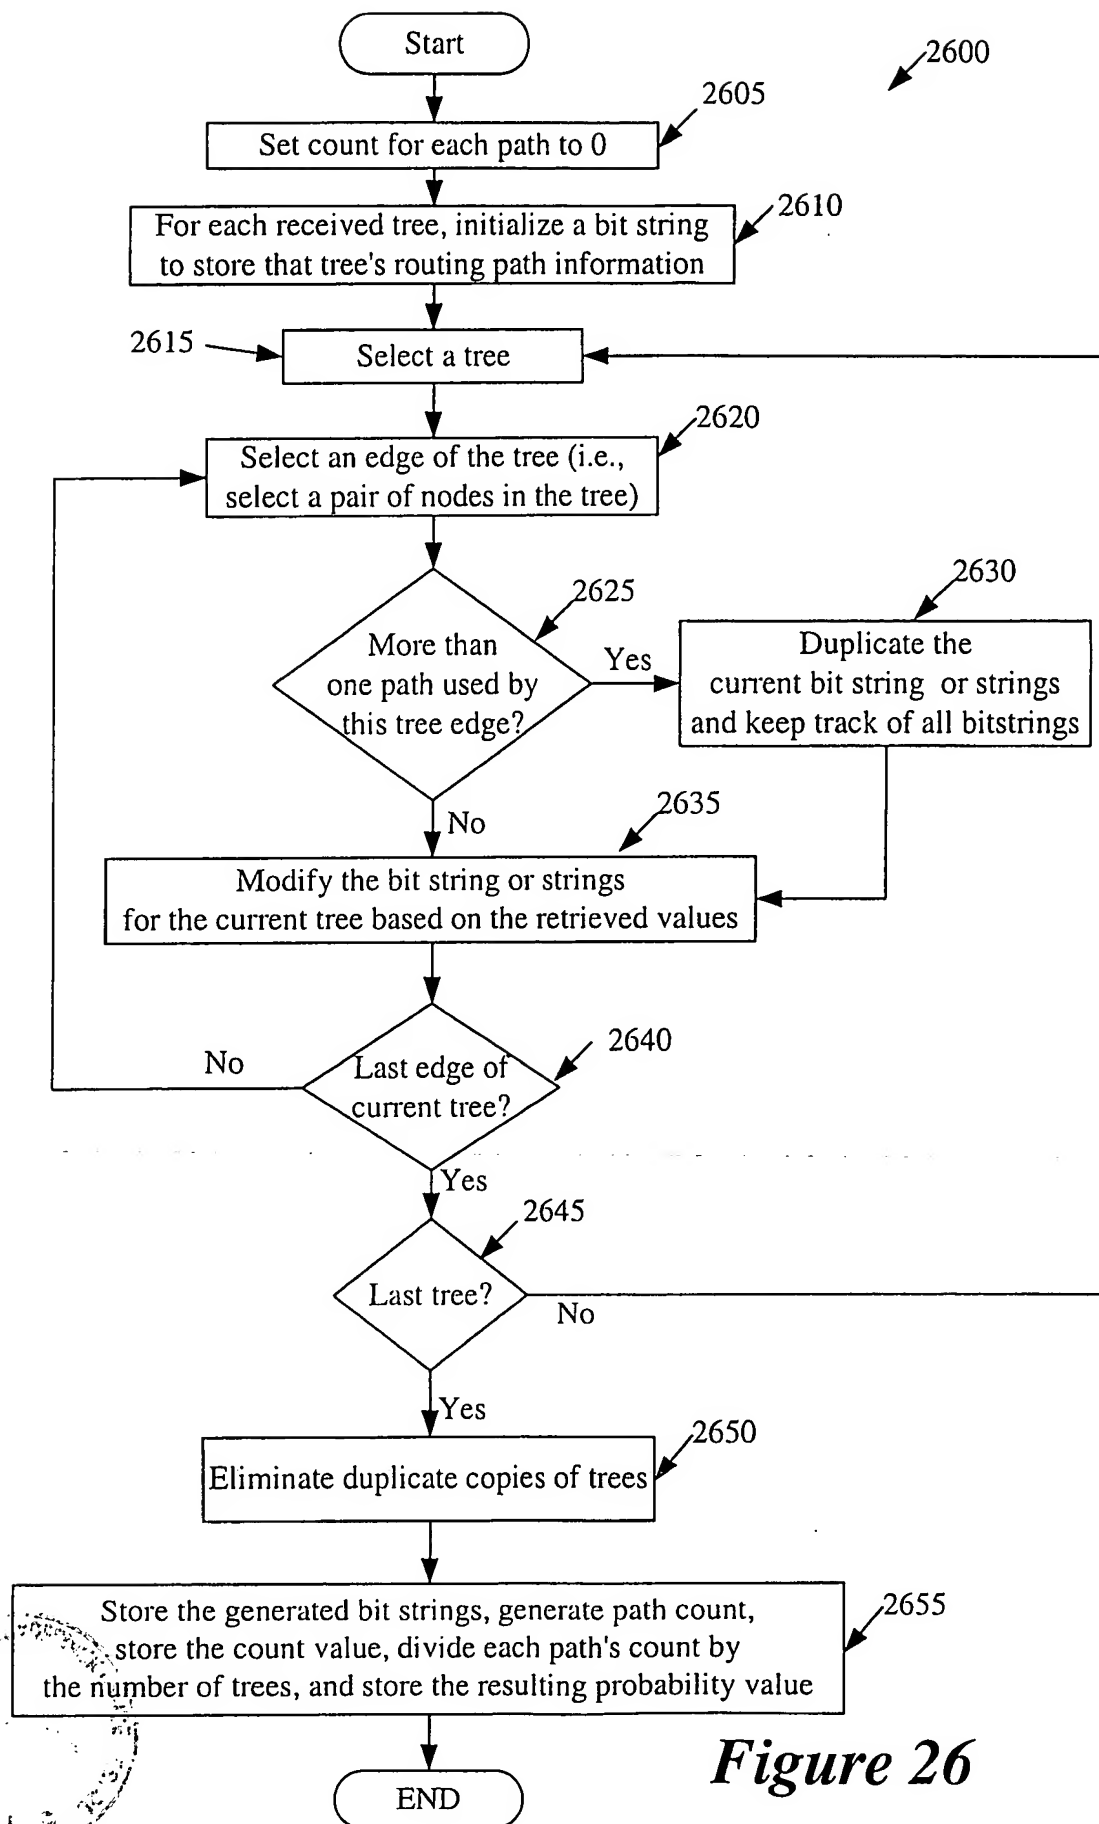 Start
2600
2605
Set count for each path to 0
2610
For each received tree, initialize a bit string
to store that tree's routing path information
2615
Select a tree
2620
Select an edge of the tree (i.e.,
select a pair of nodes in the tree)
2625
More than
one path used by
this tree edge?
Yes
2630
Duplicate the
current bit string or strings
and keep track of all bitstrings
No
2635
Modify the bit string or strings
for the current tree based on the retrieved values
No
2640
Last edge of
current tree?
Yes
2645
Last tree?
No
Yes
2650
Eliminate duplicate copies of trees
2655
Store the generated bit strings, generate path count,
store the count value, divide each path's count by
the number of trees, and store the resulting probability value
END
Figure 26